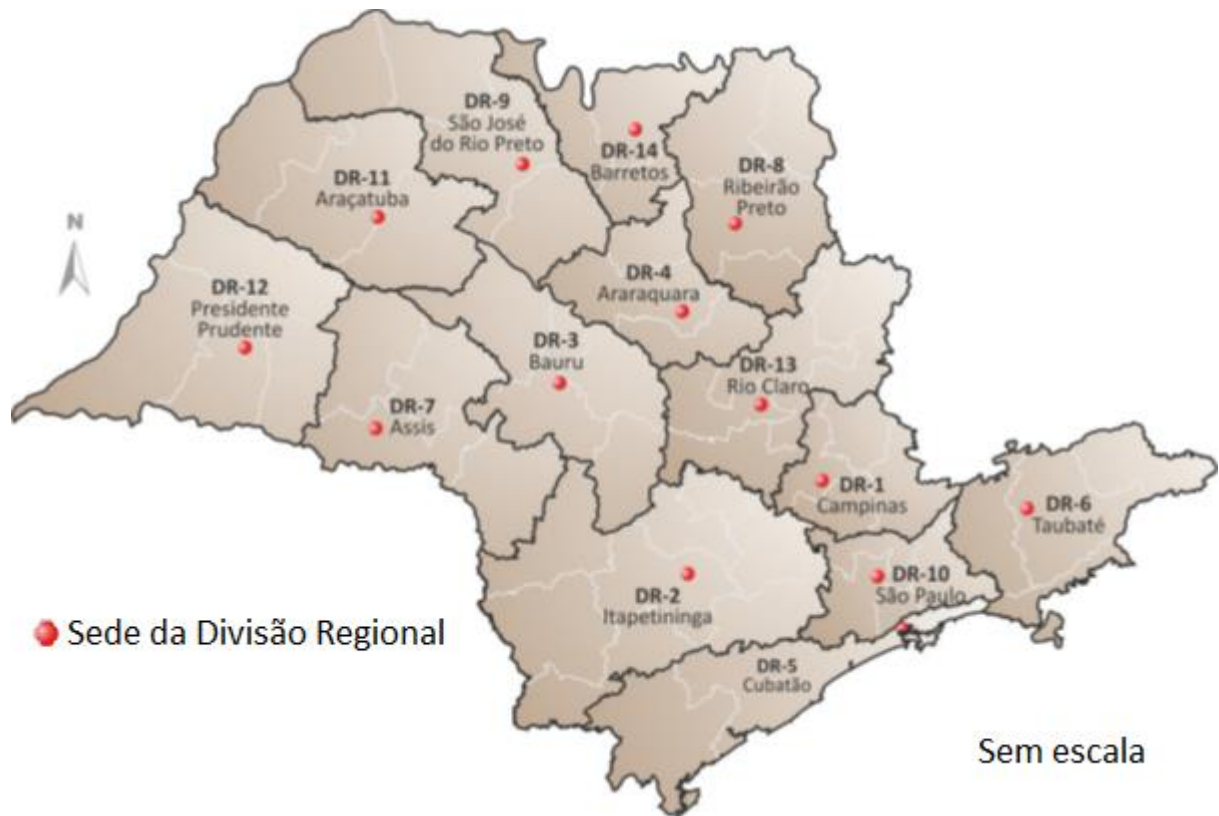 DR-9
São José
do Rio Preto
DR-14
Barretos
DR-8
Ribeirão
Preto
DR-11
Araçatuba
N
DR-4
Araraquara
DR-12
Presidente
Prudente
DR-3
Bauru
DR-13
Rio Claro
DR-7
Assis
DR-1
Campinas
DR-6
Taubaté
DR-10
São Paulo
DR-2
Itapetininga
Sede da Divisão Regional
DR-5
Cubatão
Sem escala